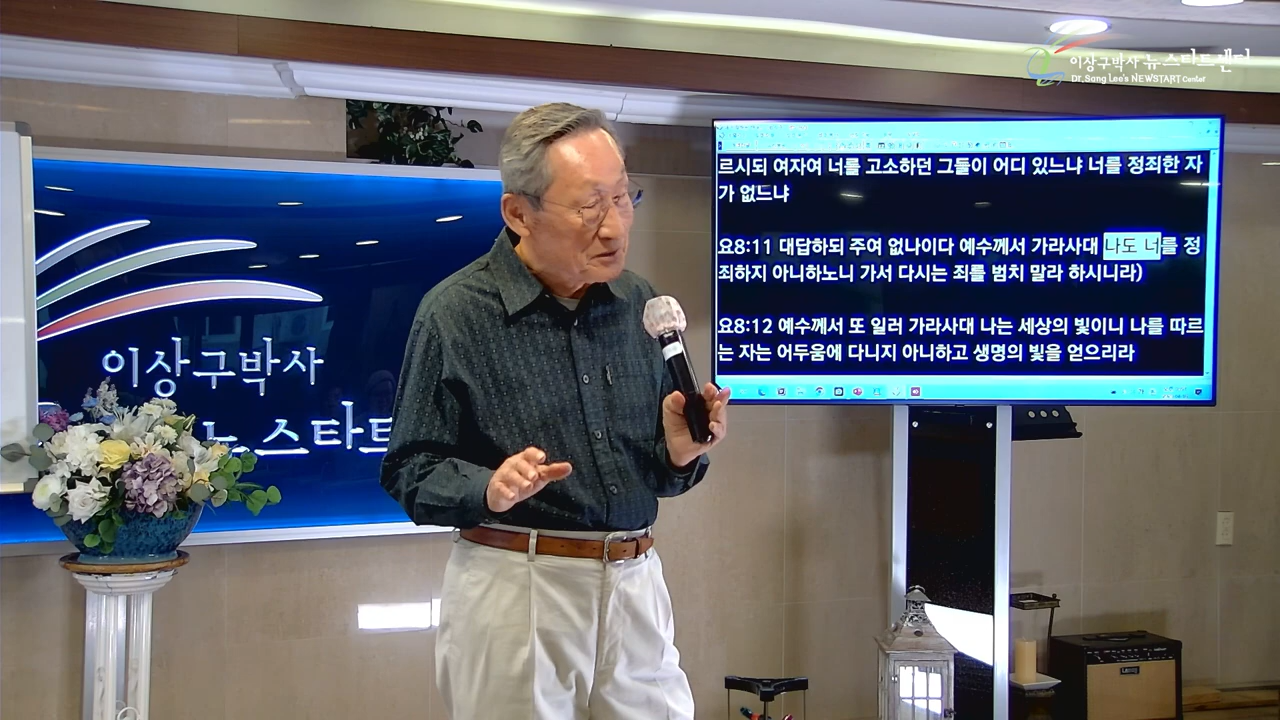 이상구박사 뉴스타트센터
Dr. Sang Lee's NEWSTART Center
르시되 여자여 너를 고소하던 그들이 어디 있느냐 너를 정죄한 자
가 없느냐
요8:11 대답하되 주여 없나이다 예수께서 가라사대 나도 너를 정
죄하지 아니하노니 가서 다시는 죄를 범치 말라 하시니라)
요8:12 예수께서 또 일러 가라사대 나는 세상의 빛이니 나를 따르
는 자는 어두움에 다니지 아니하고 생명의 빛을 얻으리라
이상구박사
뉴스타트